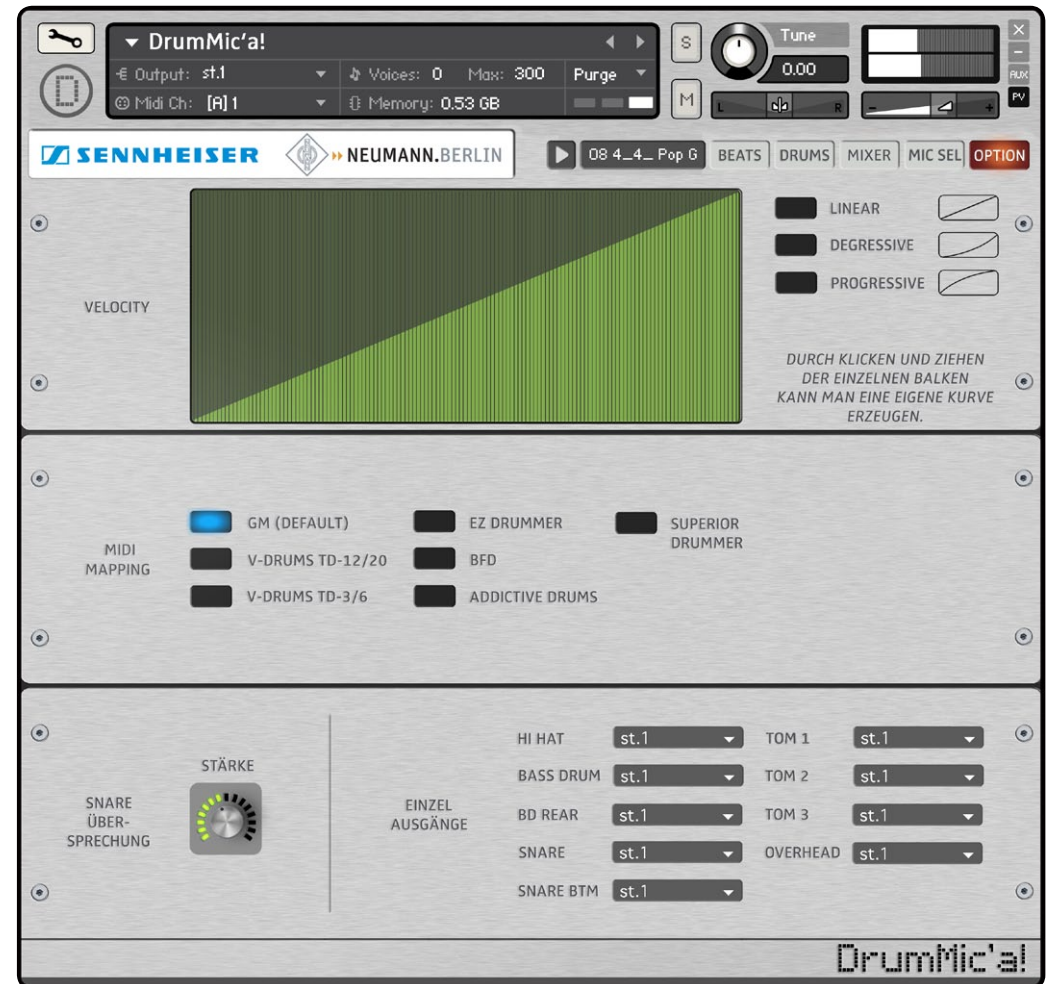 DrumMic'a!
Output: st.1
Voices: 0 Max: 300
Purge
Midi Ch: [A] 1
Memory: 0.53 GB
S
M
Tune
0.00
L R
- +
×
-
AUX
PV
SENNHEISER
NEUMANN.BERLIN
08 4_4_ Pop G
BEATS
DRUMS
MIXER
MIC SEL
OPTION
VELOCITY
LINEAR
DEGRESSIVE
PROGRESSIVE
DURCH KLICKEN UND ZIEHEN
DER EINZELNEN BALKEN
KANN MAN EINE EIGENE KURVE
ERZEUGEN.
MIDI
MAPPING
GM (DEFAULT)
V-DRUMS TD-12/20
V-DRUMS TD-3/6
EZ DRUMMER
BFD
ADDICTIVE DRUMS
SUPERIOR
DRUMMER
SNARE
ÜBER-
SPRECHUNG
STÄRKE
EINZEL
AUSGÄNGE
HI HAT st.1
BASS DRUM st.1
BD REAR st.1
SNARE st.1
SNARE BTM st.1
TOM 1 st.1
TOM 2 st.1
TOM 3 st.1
OVERHEAD st.1
DrumMic'a!